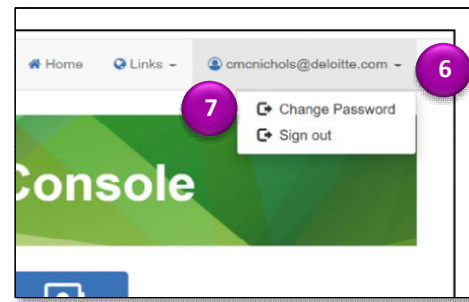 Home Links cmcnichols@deloitte.com 6
7 Change Password
Sign out
Console